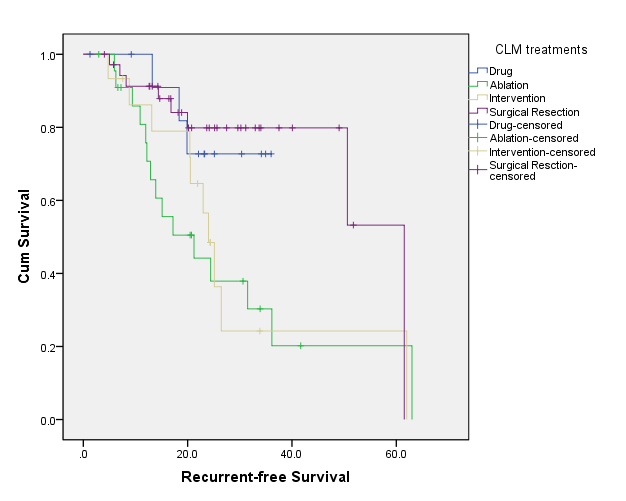 CLM treatments
Drug
Ablation
Intervention
Surgical Resection
Drug-censored
Ablation-censored
Intervention-censored
Surgical Resction-
censored
Cum Survival
1.0
0.8
0.6
0.4
0.2
0.0
.0 20.0 40.0 60.0
Recurrent-free Survival